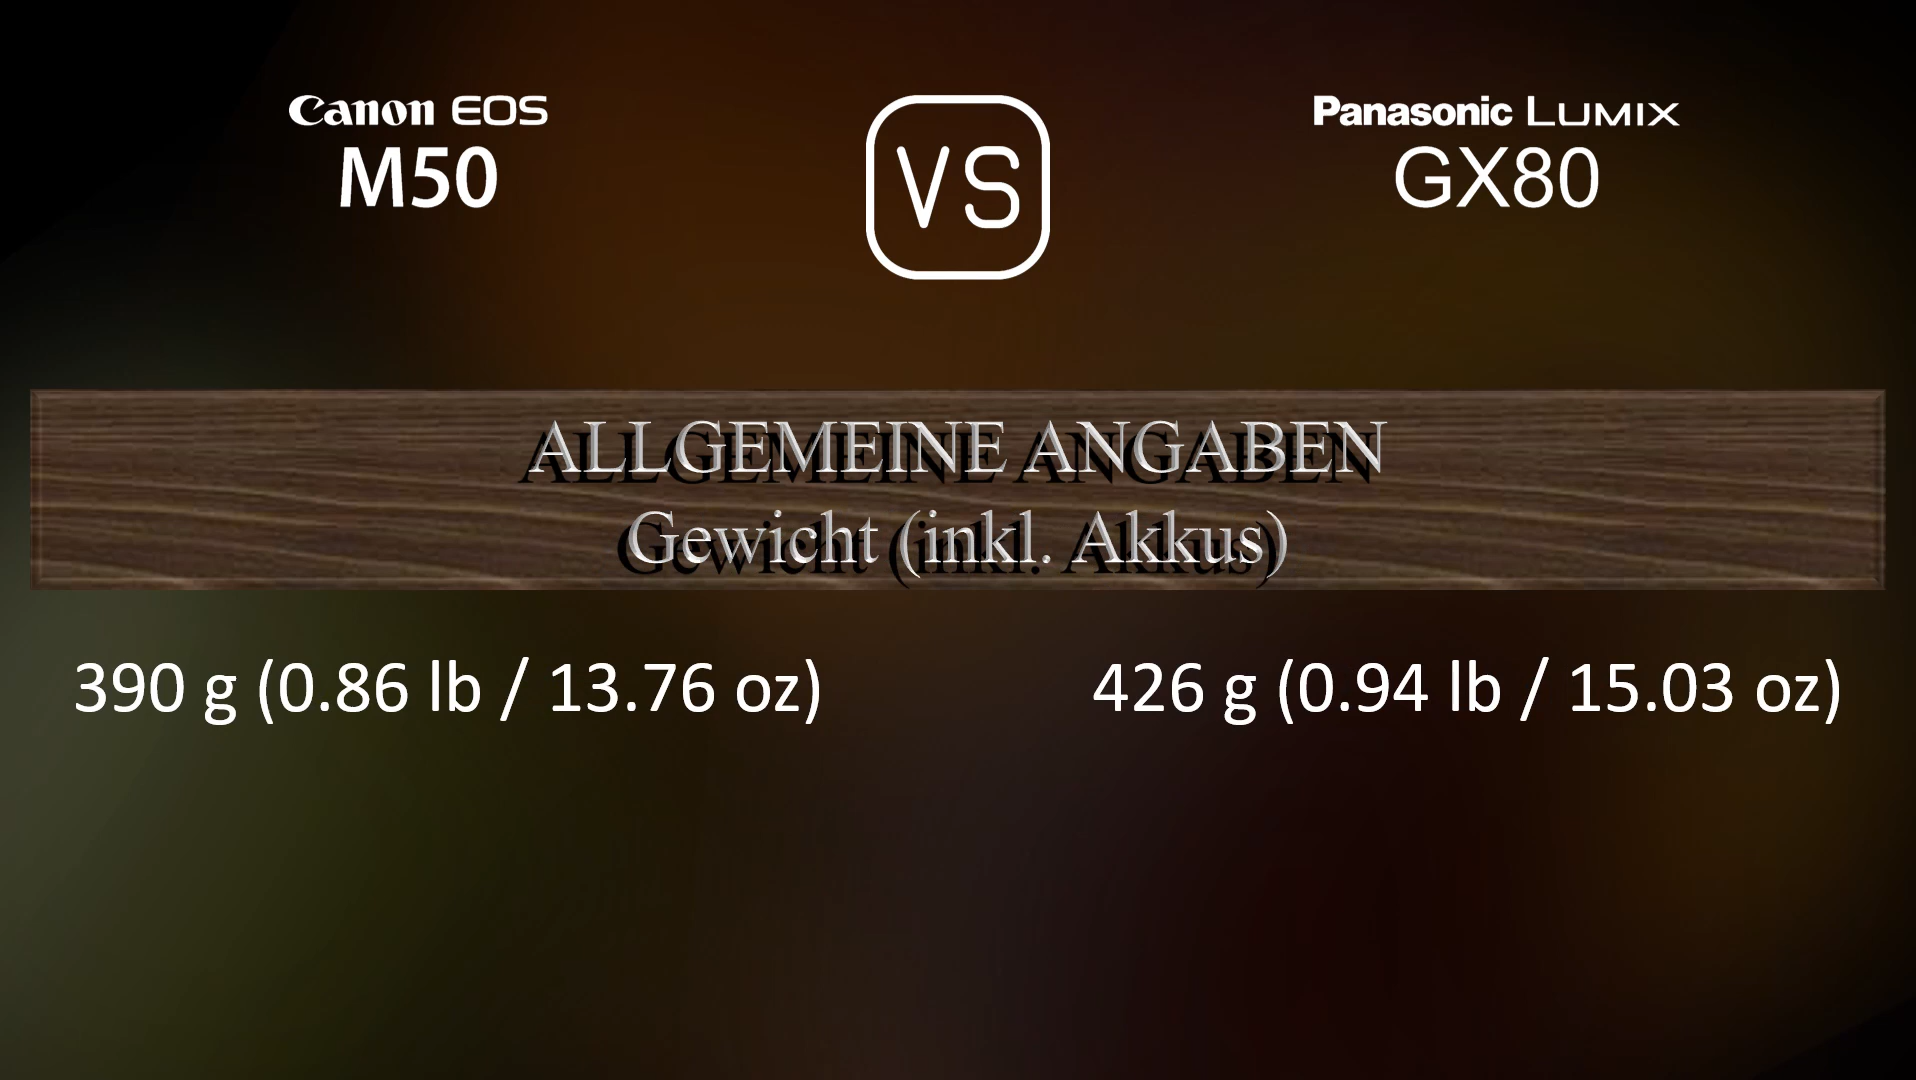 Canon EOS
M50
VS
Panasonic LUMIX
GX80
ALLGEMEINE ANGABEN
Gewicht (inkl. Akkus)
390 g (0.86 lb / 13.76 oz)
426 g (0.94 lb / 15.03 oz)